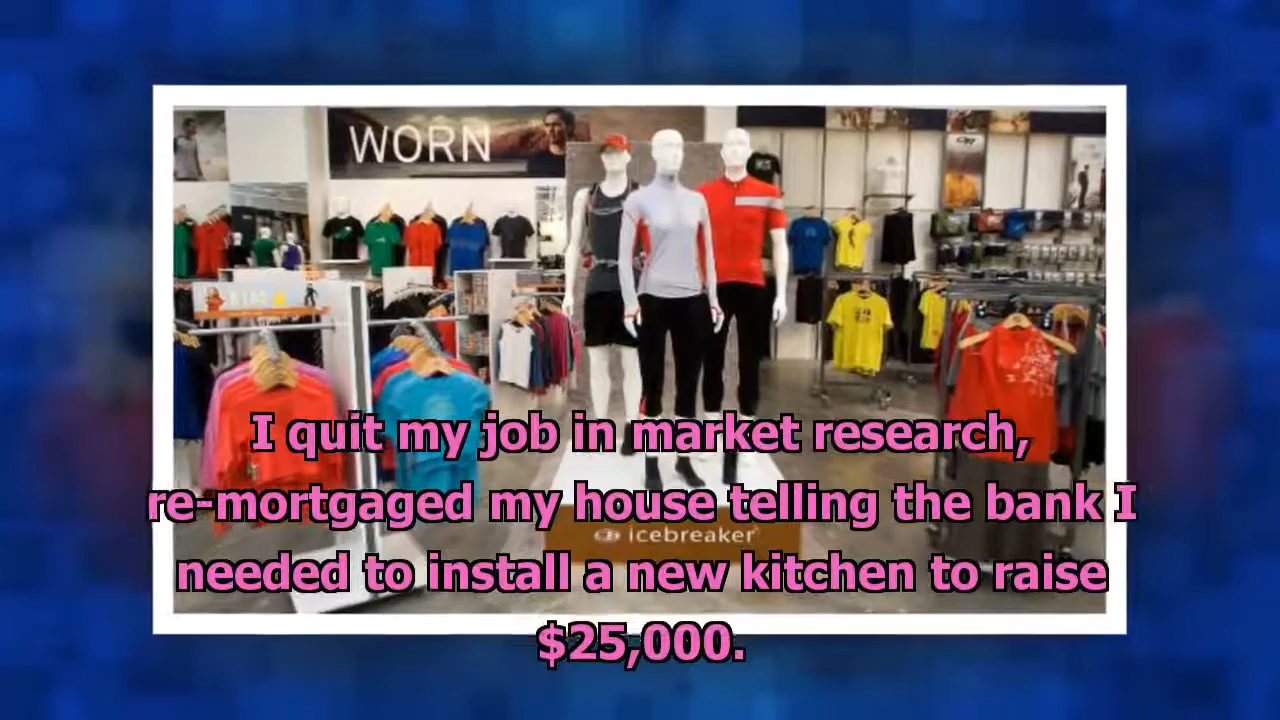 WORN
I quit my job in market research,
re-mortgaged my house telling the bank I
icebreaker
needed to install a new kitchen to raise
$25,000.